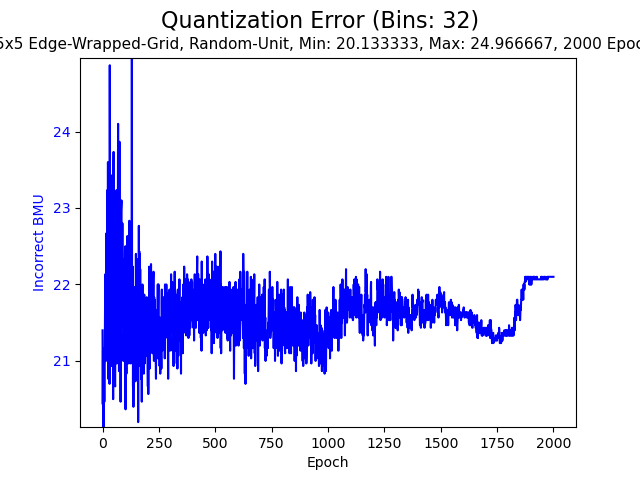 Quantization Error (Bins: 32)
5x5 Edge-Wrapped-Grid, Random-Unit, Min: 20.133333, Max: 24.966667, 2000
24
23
22
21
Incorrect BMU
0 250 500 750 1000 1250 1500 1750 2000
Epoch